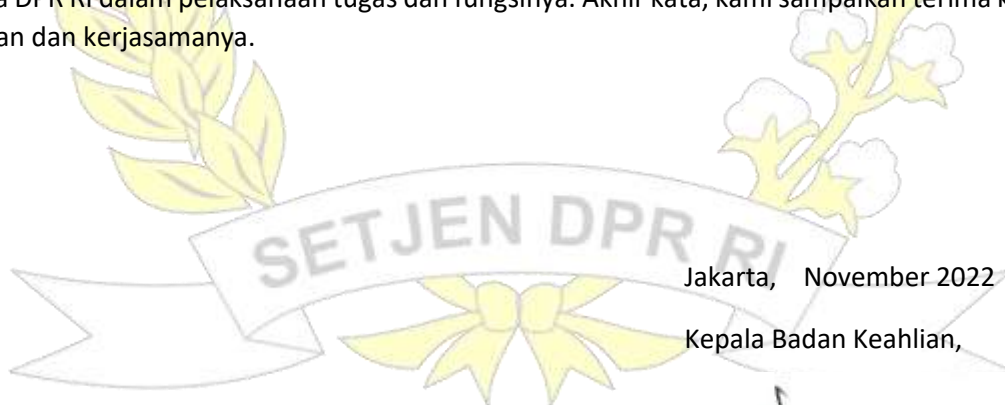 DPR RI dalam pelaksanaan tugas dan fungsinya. Akhir kata, kami sampaikan terima
dan kerjasamanya.
SETJEN DPR RI
Jakarta, November 2022
Kepala Badan Keahlian,